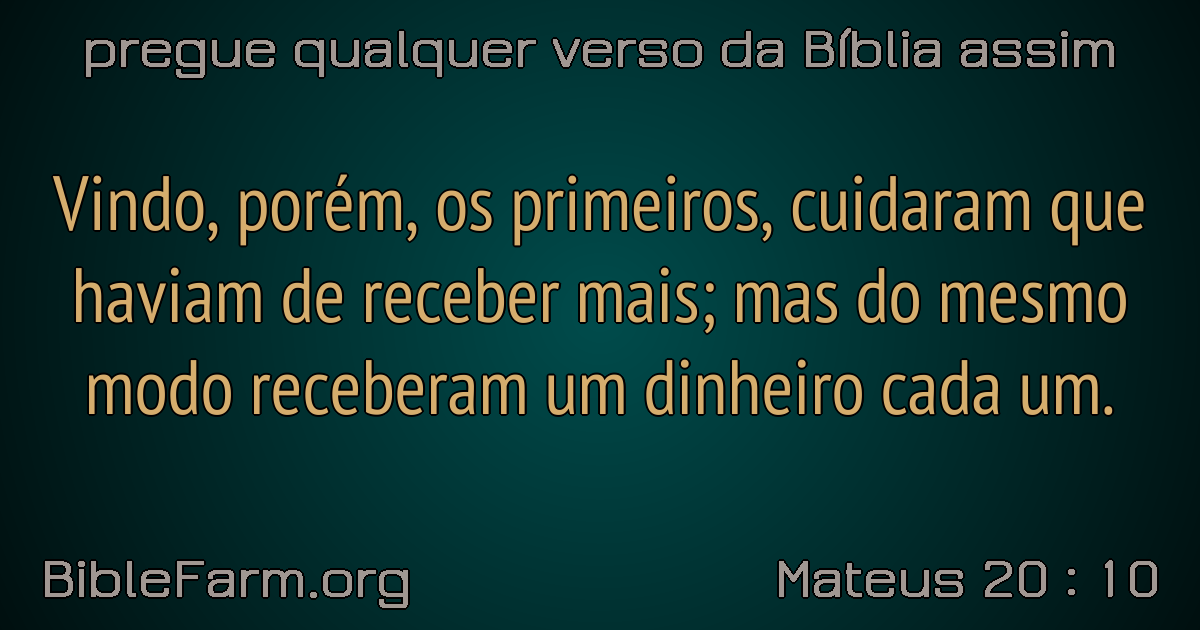 pregue qualquer verso da Bíblia assim
Vindo, porém, os primeiros, cuidaram que
haviam de receber mais; mas do mesmo
modo receberam um dinheiro cada um.
BibleFarm.org
Mateus 20 : 10